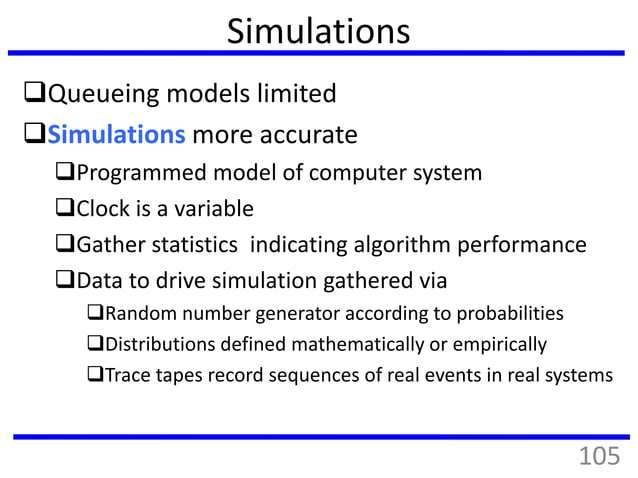 Simulations
❑Queueing models limited
❑Simulations more accurate
❑Programmed model of computer system
❑Clock is a variable
❑Gather statistics  indicating algorithm performance
❑Data to drive simulation gathered via
❑Random number generator according to probabilities
❑Distributions defined mathematically or empirically
❑Trace tapes record sequences of real events in real systems
105